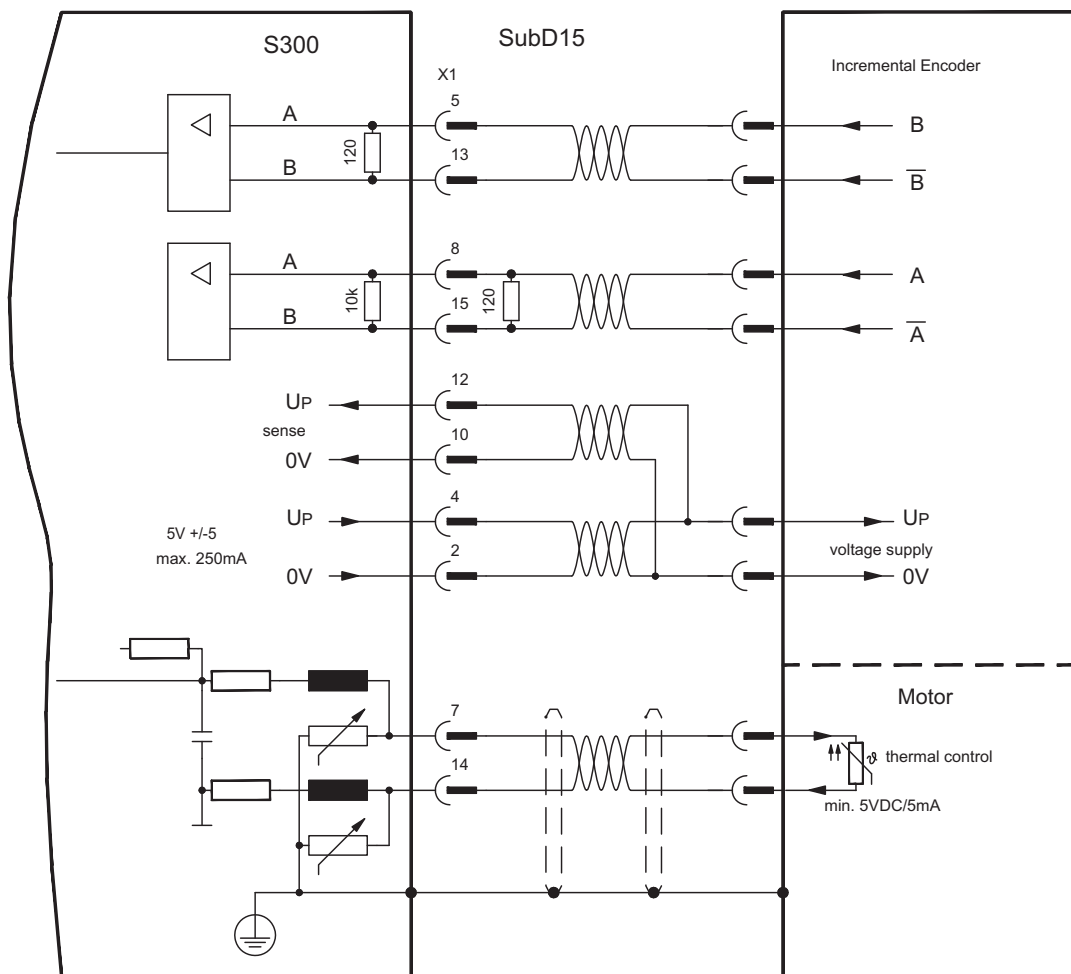 S300
SubD15
X1
Incremental Encoder
5
A
B
120
13
B
B̅
8
A
A
10k
15
120
B
A̅
12
UP
sense
10
0V
4
UP
UP
5V +/-5
max. 250mA
voltage supply
2
0V
0V
Motor
7
thermal control
14
min. 5VDC/5mA
ϑ